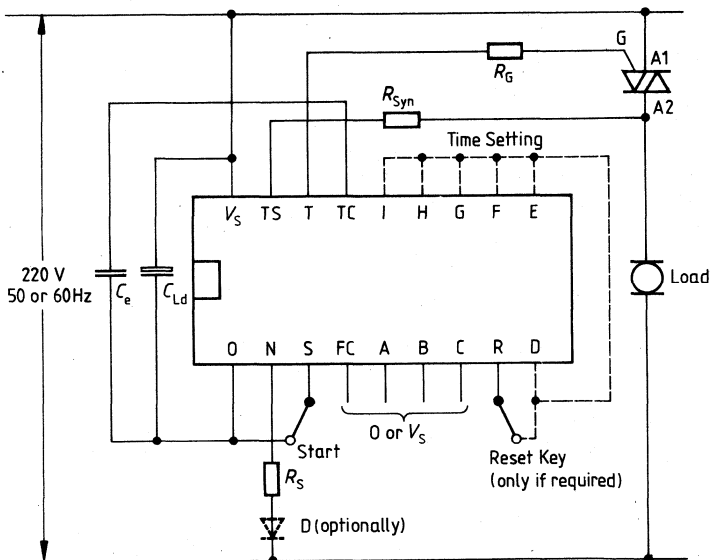 G
A1
R_G
A2
R_Syn
Time Setting
V_S TS T TC I H G F E
220 V
50 or 60Hz
C_e
C_Ld
Load
O N S FC A B C R D
0 or V_S
Start
Reset Key
(only if required)
R_S
D (optionally)